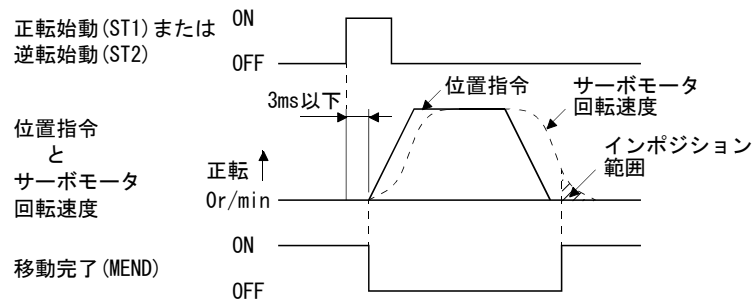 正転始動(ST1)または
逆転始動(ST2)
ON
OFF
3ms以下
位置指令
サーボモータ
回転速度
位置指令
と
サーボモータ
回転速度
正転
0r/min
インポジション
範囲
移動完了(MEND)
ON
OFF